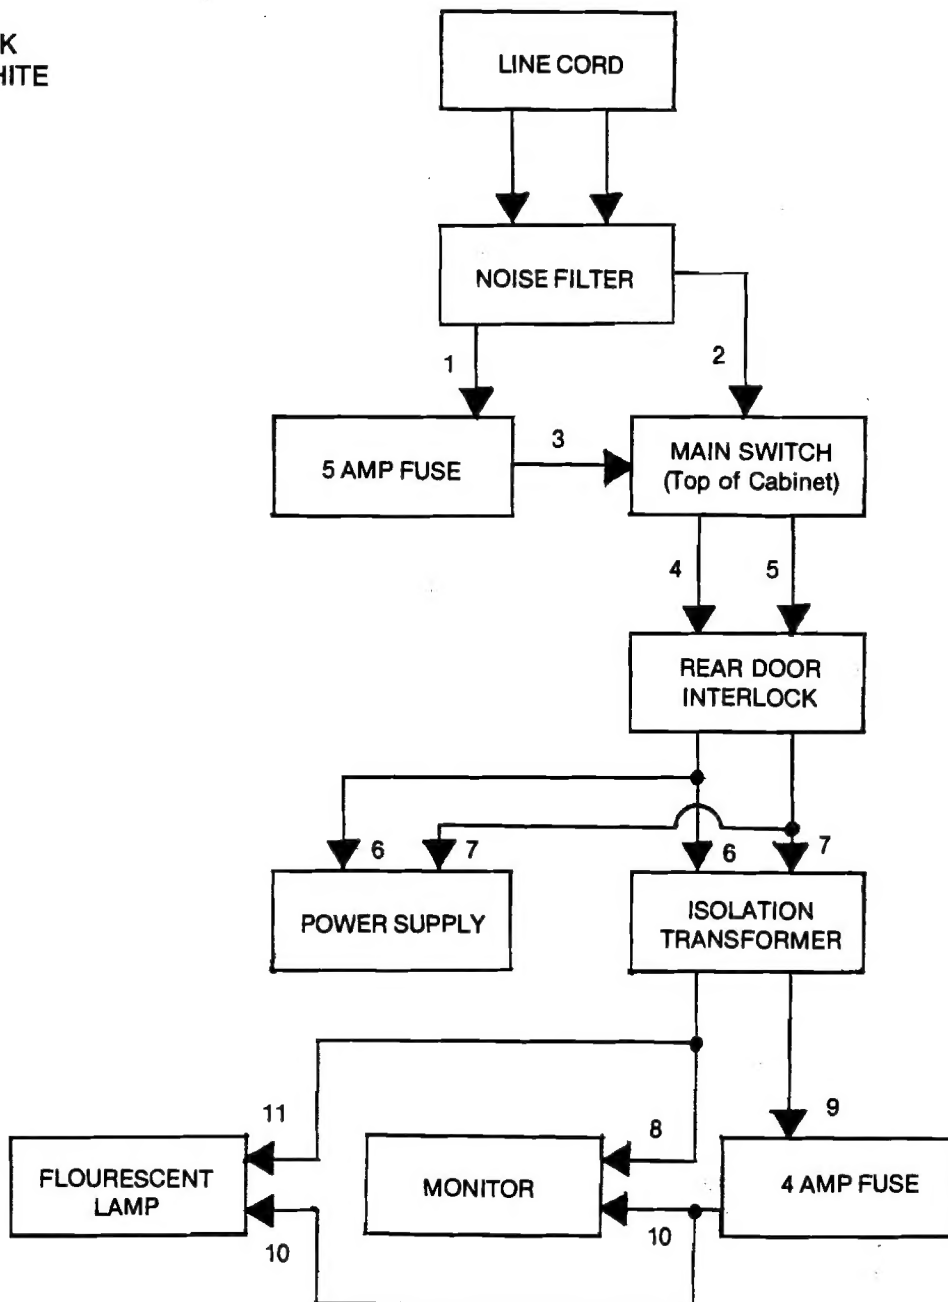 K
HITE
LINE CORD
NOISE FILTER
1
2
5 AMP FUSE
3
MAIN SWITCH
(Top of Cabinet)
4
5
REAR DOOR
INTERLOCK
6
7
6
7
POWER SUPPLY
ISOLATION
TRANSFORMER
11
8
9
FLOURESCENT
LAMP
MONITOR
4 AMP FUSE
10
10